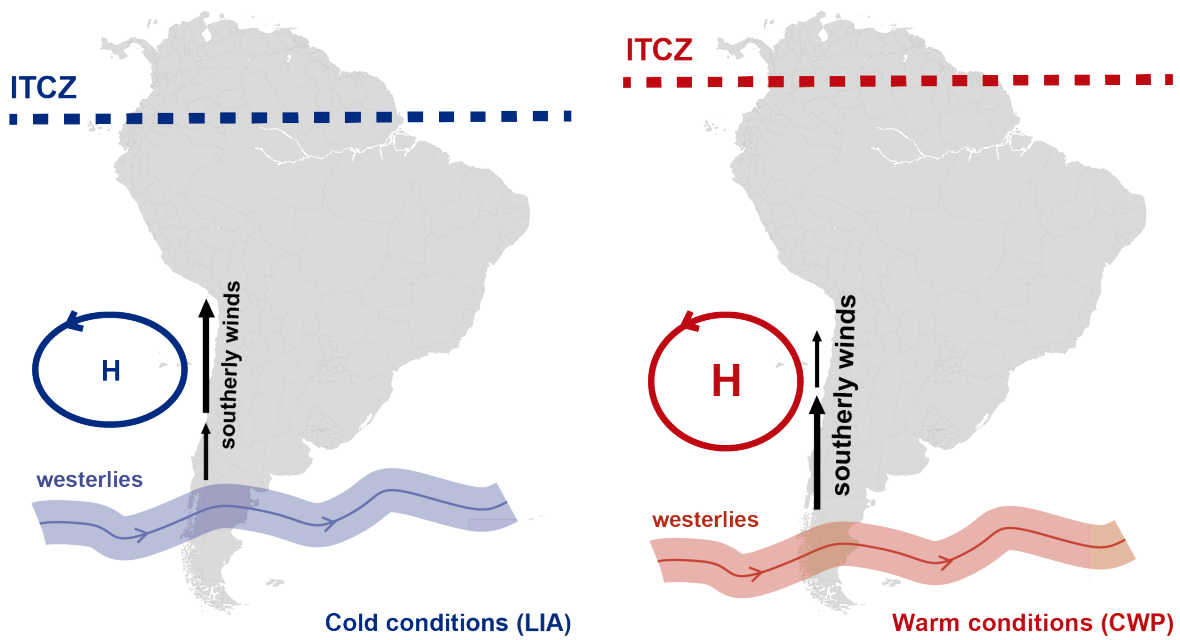 ITCZ
H
southerly winds
westerlies
Cold conditions (LIA)
ITCZ
H
southerly winds
westerlies
Warm conditions (CWP)